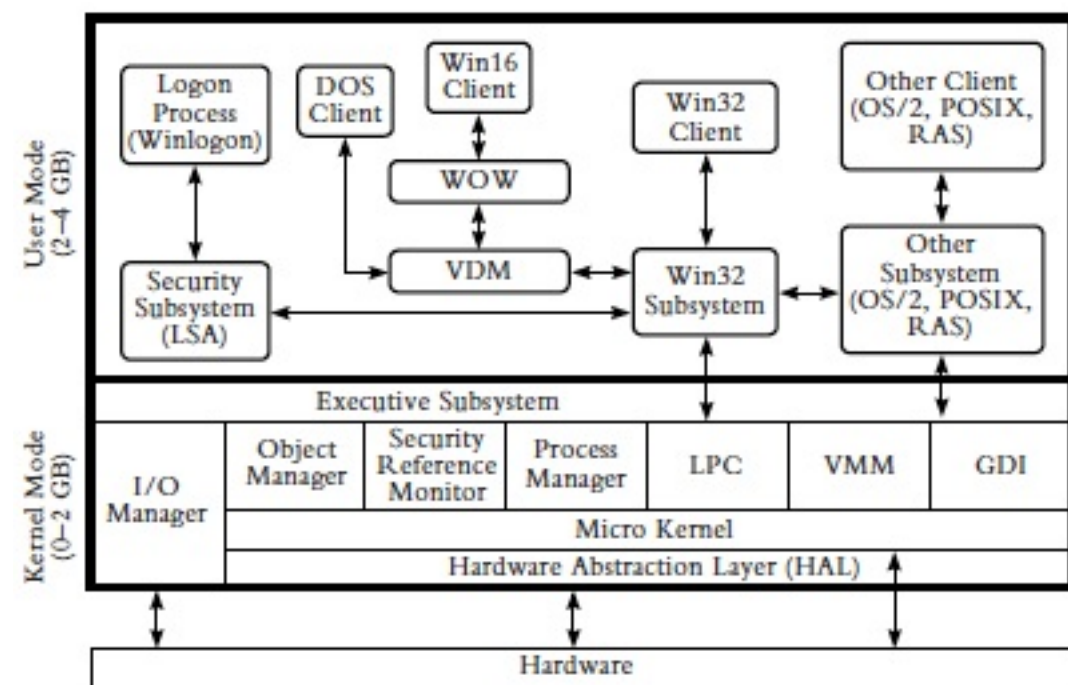 User Mode
(2–4 GB)
Logon
Process
(Winlogon)
DOS
Client
Win16
Client
Win32
Client
Other Client
(OS/2, POSIX,
RAS)
WOW
VDM
Security
Subsystem
(LSA)
Win32
Subsystem
Other
Subsystem
(OS/2, POSIX,
RAS)
Kernel Mode
(0–2 GB)
Executive Subsystem
I/O
Manager
Object
Manager
Security
Reference
Monitor
Process
Manager
LPC
VMM
GDI
Micro Kernel
Hardware Abstraction Layer (HAL)
Hardware